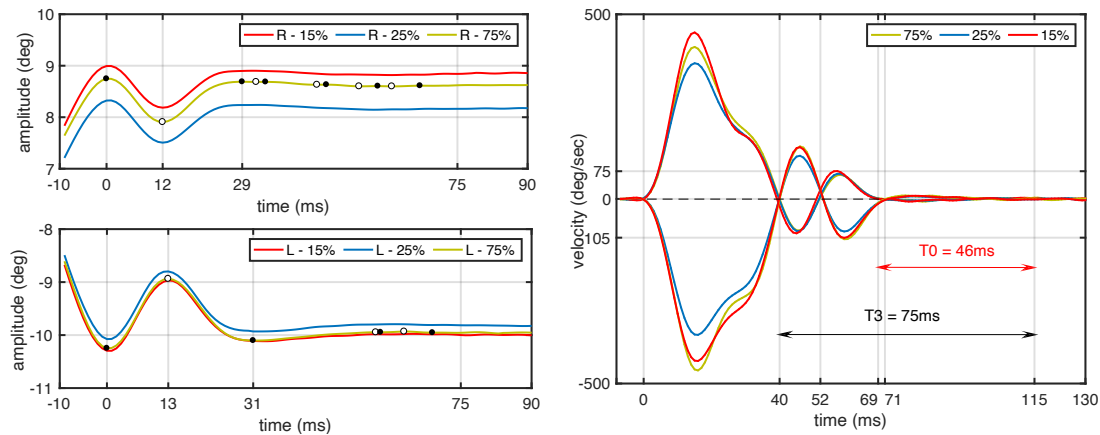 10
9
8
7
amplitude (deg)
R - 15% R - 25% R - 75%
-10 0 12 29 75 90
time (ms)
-8
-9
-10
-11
amplitude (deg)
L - 15% L - 25% L - 75%
-10 0 13 31 75 90
time (ms)
500
75
0
105
-500
velocity (deg/sec)
75% 25% 15%
T0 = 46ms
T3 = 75ms
0 40 52 69 71 115 130
time (ms)